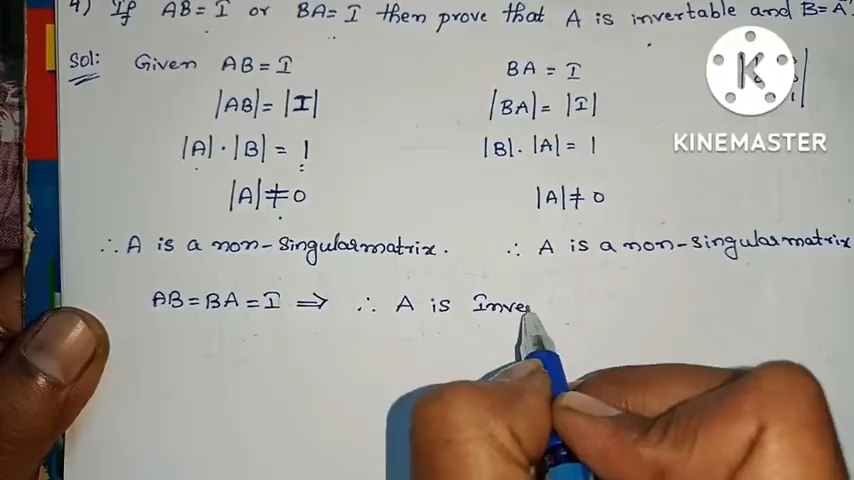 4) If AB = I or BA = I then prove that A is invertable and B = A
Sol: Given AB = I BA = I
|AB| = |I| |BA| = |I|
|A| · |B| = 1 |B| · |A| = 1
|A| ≠ 0 |A| ≠ 0
∴ A is a non-singularmatrix. ∴ A is a non-singularmatrix
AB = BA = I ⇒ ∴ A is Inve
K
KINEMASTER